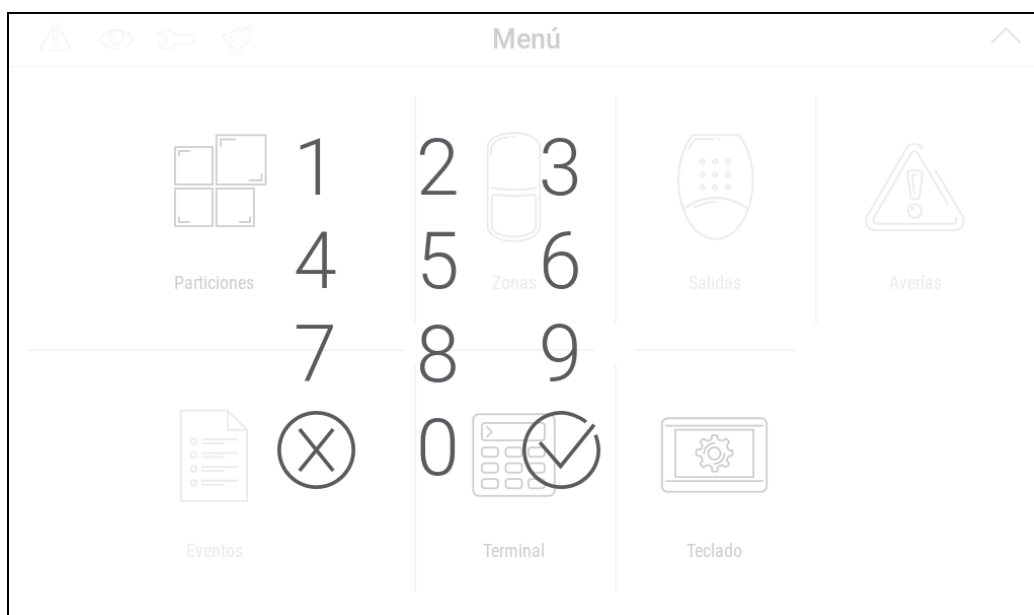 Menú
1 2 3
Particiones 4 5 Zonas 6 Salidas Averías
7 8 9
0
Eventos Terminal Teclado